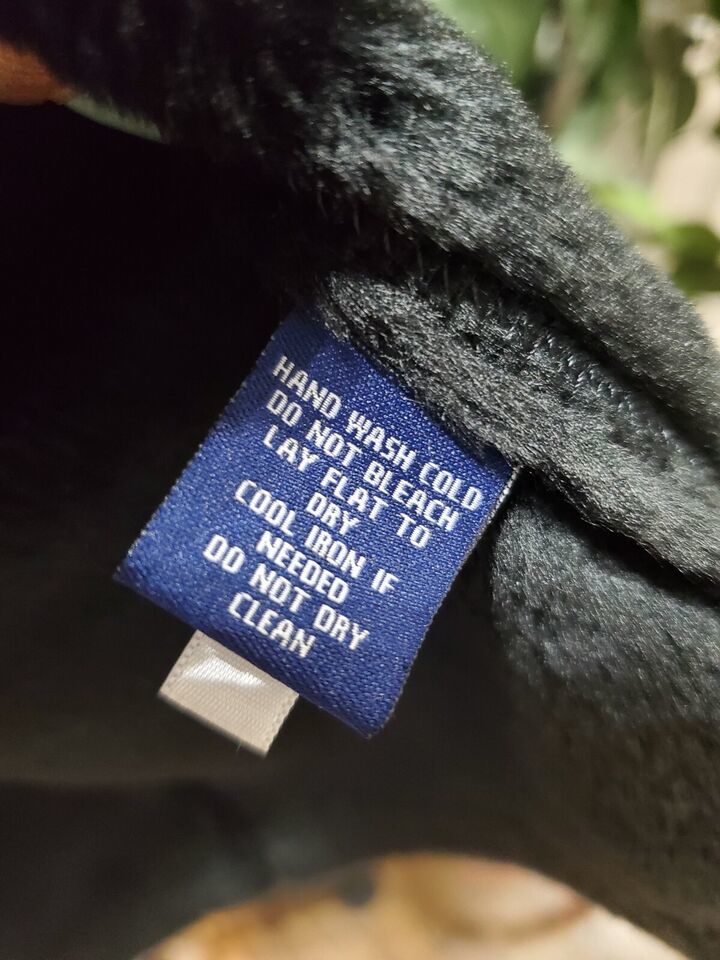 HAND WASH COLD
DO NOT BLEACH
LAY FLAT TO
DRY
COOL IRON IF
NEEDED
DO NOT DRY
CLEAN